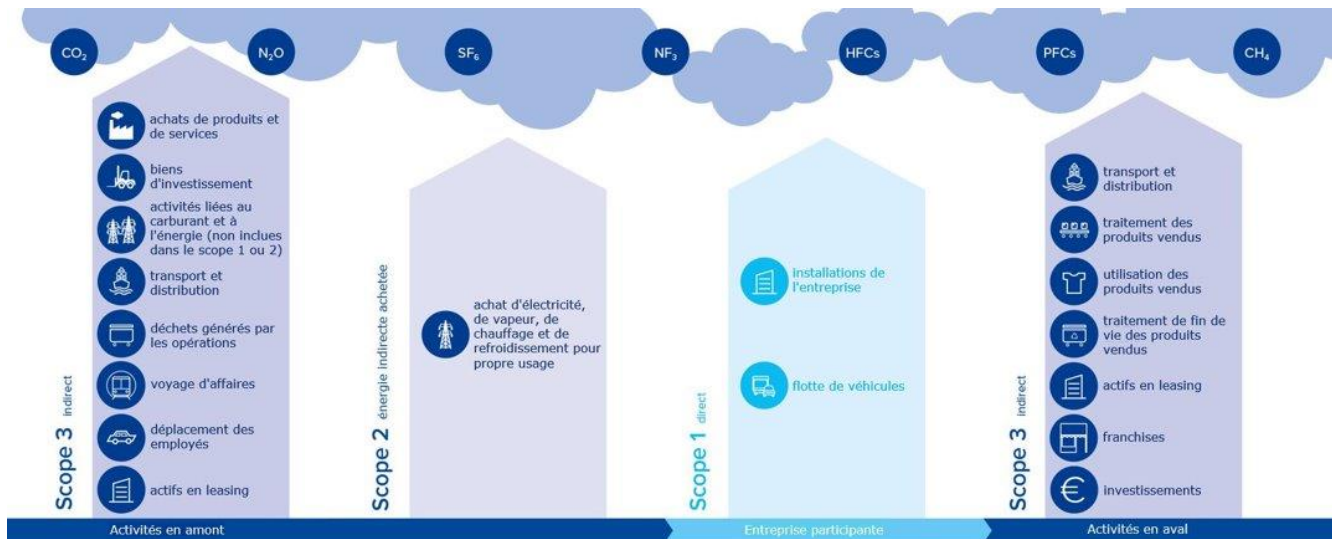 CO₂
N₂O
SF₆
NF₃
HFCs
PFCs
CH₄
Scope 3 indirect
achats de produits et
de services
biens
d'investissement
activités liées au
carburant et à
l'énergie (non inclues
dans le scope 1 ou 2)
transport et
distribution
déchets générés par
les opérations
voyage d'affaires
déplacement des
employés
actifs en leasing
Scope 2 énergie indirecte achetée
achat d'électricité,
de vapeur, de
chauffage et de
refroidissement pour
propre usage
Scope 1 direct
installations de
l'entreprise
flotte de véhicules
Scope 3 indirect
transport et
distribution
traitement des
produits vendus
utilisation des
produits vendus
traitement de fin de
vie des produits
vendus
actifs en leasing
franchises
investissements
Activités en amont
Entreprise participante
Activités en aval